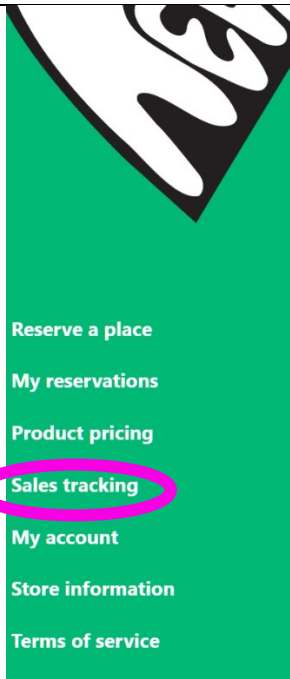 Reserve a place
My reservations
Product pricing
Sales tracking
My account
Store information
Terms of service